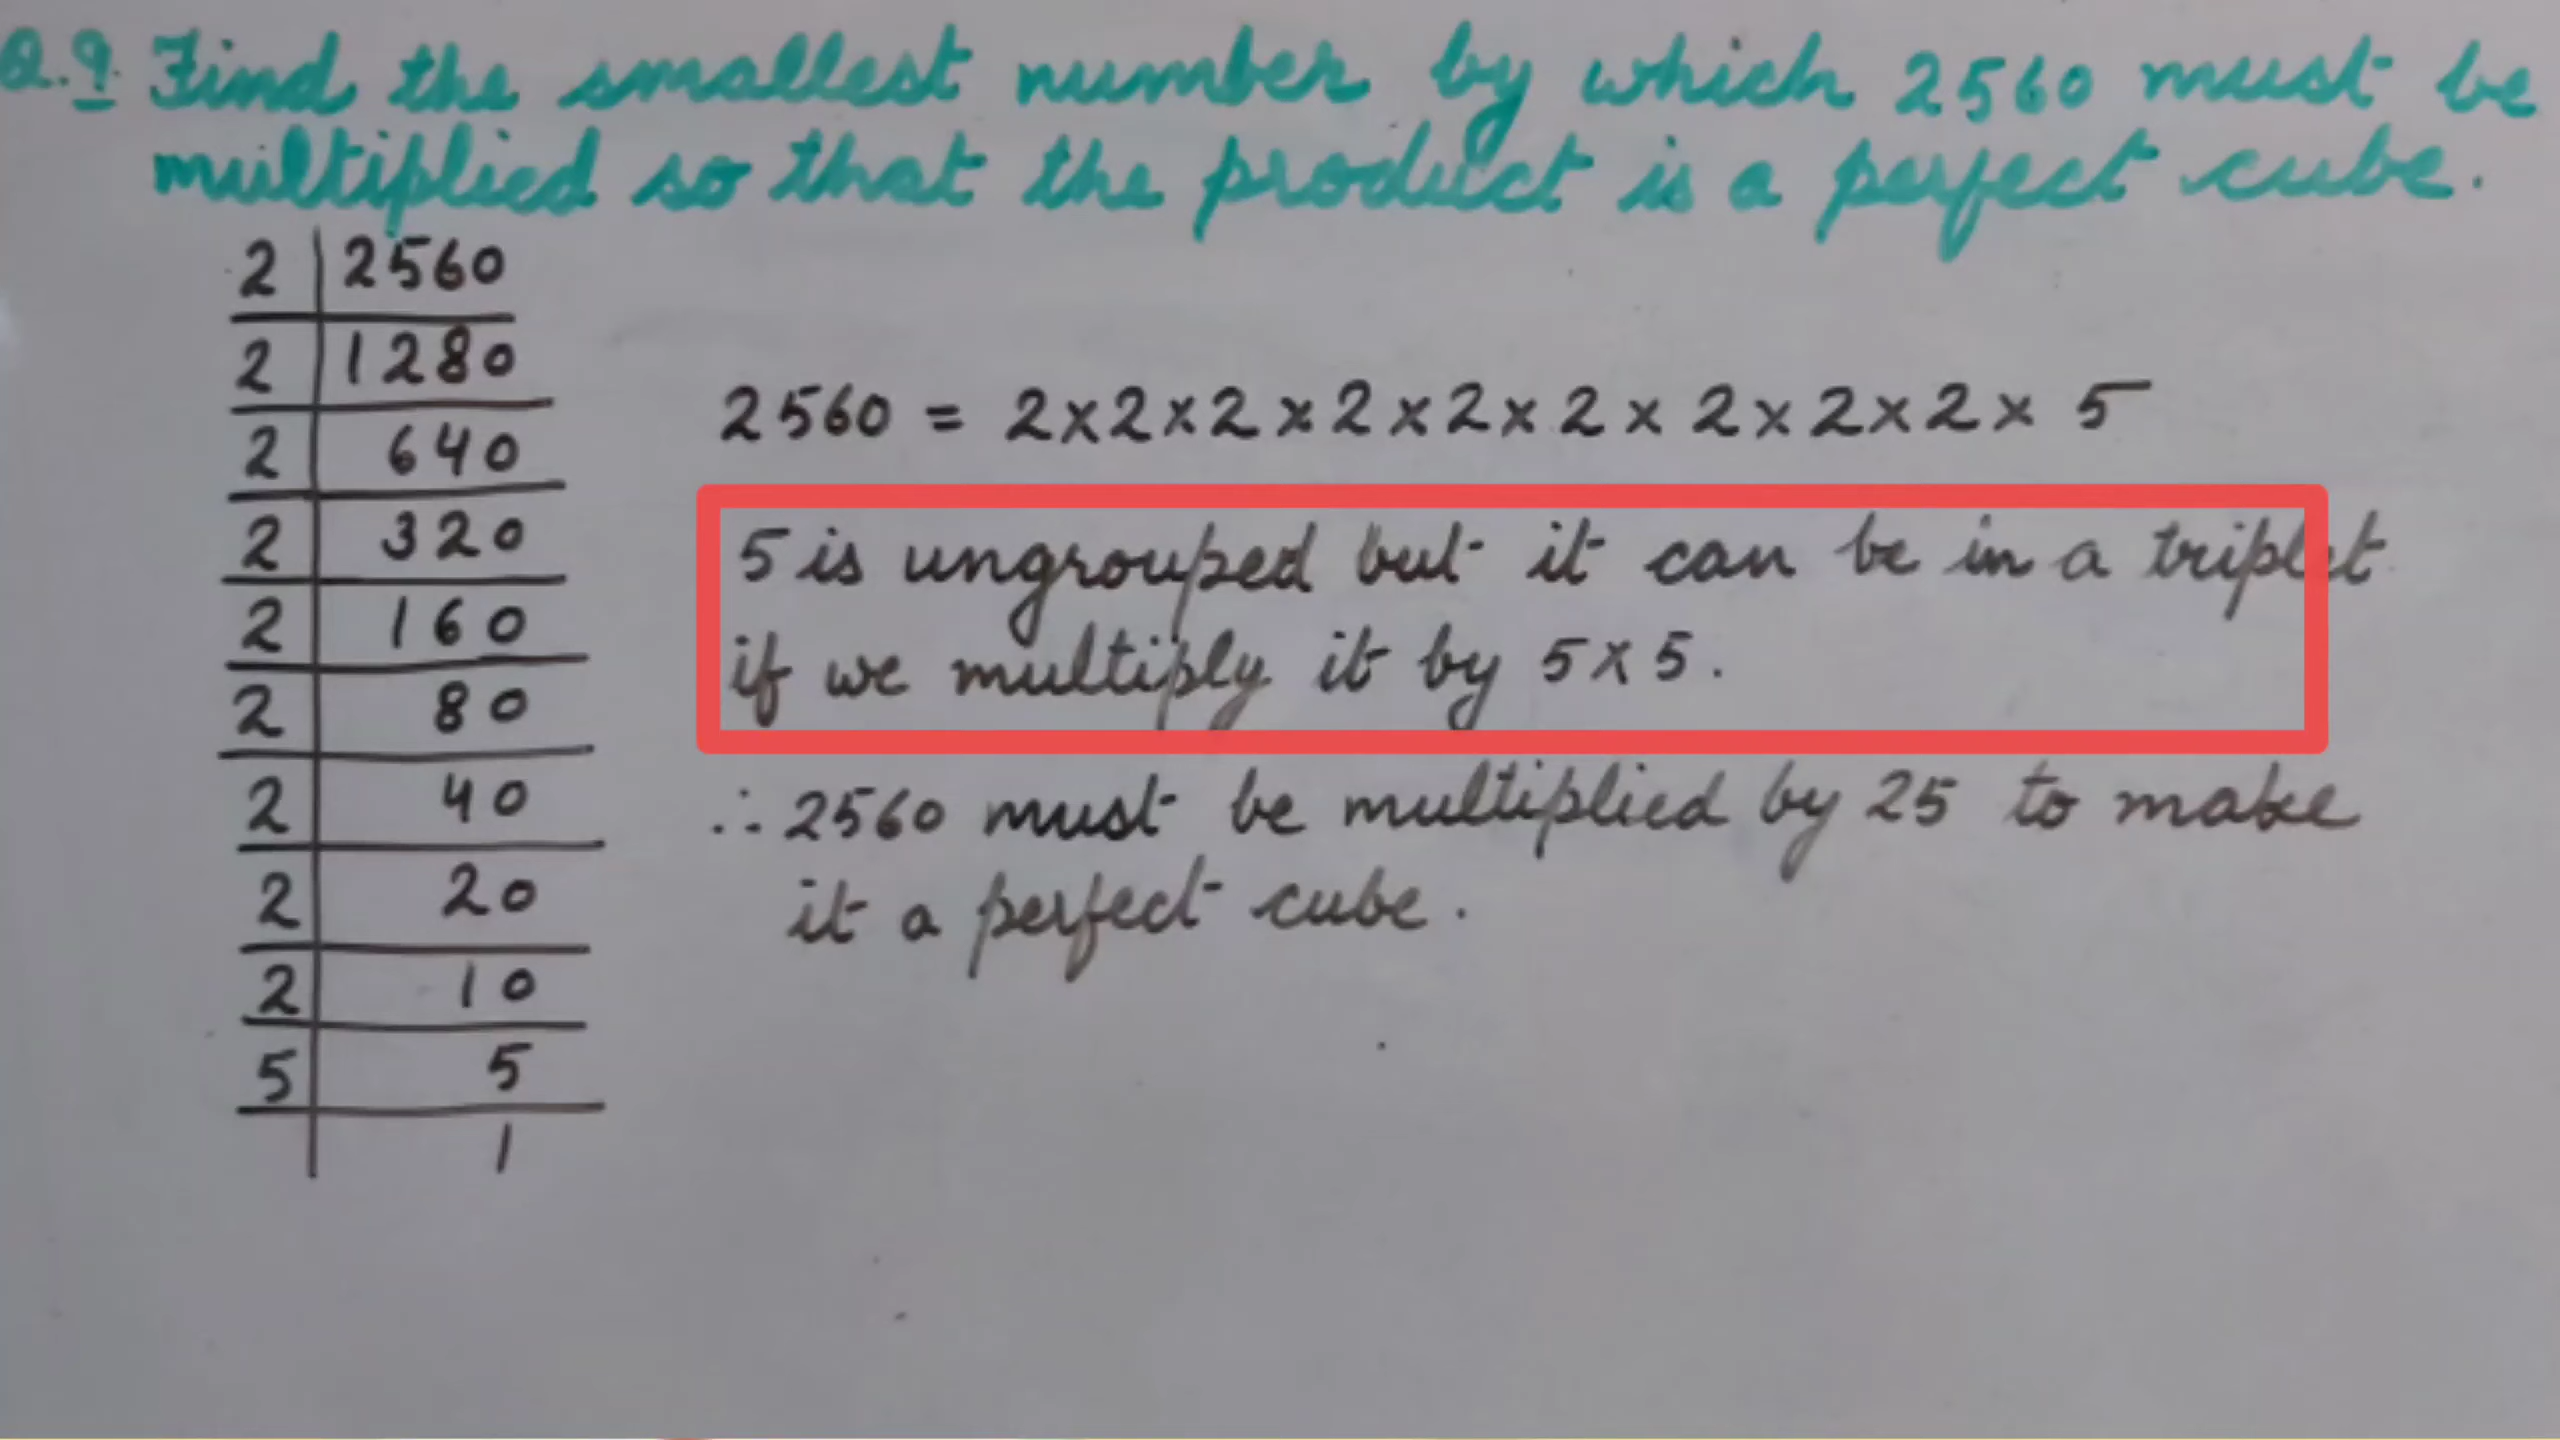 Q.9. Find the smallest number by which 2560 must be
multiplied so that the product is a perfect cube.
2 | 2560
2 | 1280
2 | 640
2 | 320
2 | 160
2 | 80
2 | 40
2 | 20
2 | 10
5 | 5
| 1
2560 = 2×2×2×2×2×2×2×2×2×5
5 is ungrouped but it can be in a triplet
if we multiply it by 5×5.
∴ 2560 must be multiplied by 25 to make
it a perfect cube.